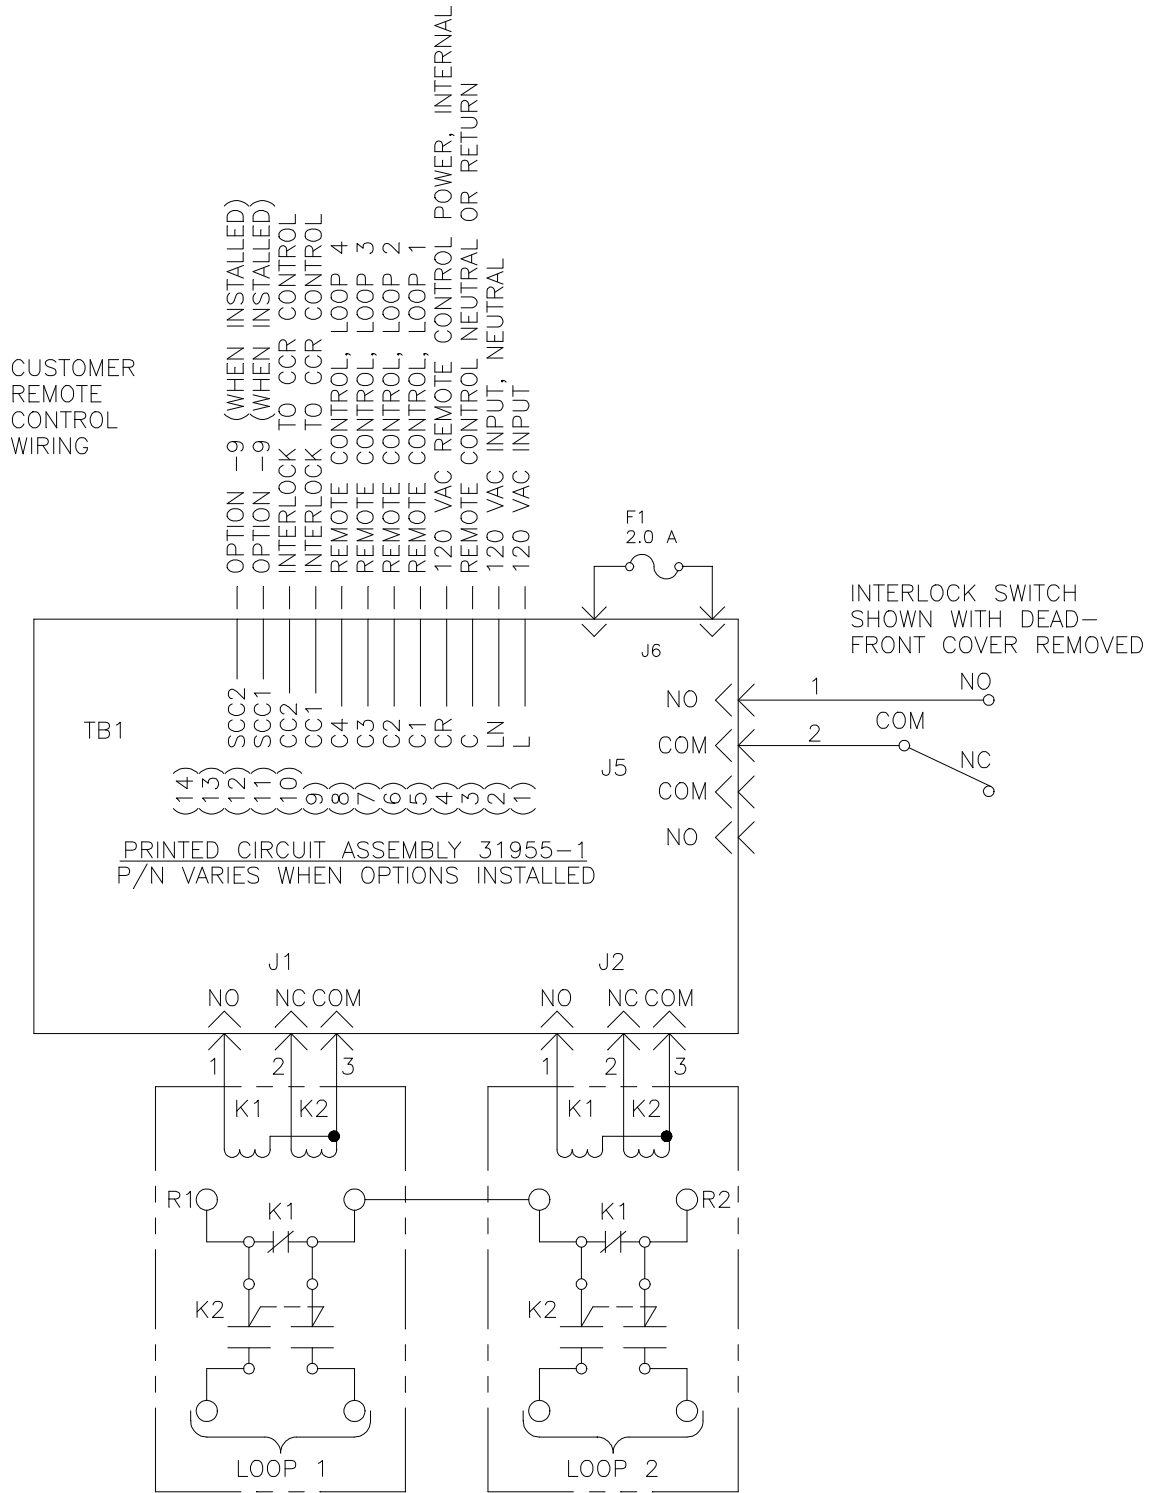 OPTION -9 (WHEN INSTALLED)
OPTION -9 (WHEN INSTALLED)
INTERLOCK TO CCR CONTROL
INTERLOCK TO CCR CONTROL
REMOTE CONTROL, LOOP 4
REMOTE CONTROL, LOOP 3
REMOTE CONTROL, LOOP 2
REMOTE CONTROL, LOOP 1
120 VAC REMOTE CONTROL POWER, INTERNAL
REMOTE CONTROL NEUTRAL OR RETURN
120 VAC INPUT, NEUTRAL
120 VAC INPUT
CUSTOMER
REMOTE
CONTROL
WIRING
F1
2.0 A
INTERLOCK SWITCH
SHOWN WITH DEAD-
FRONT COVER REMOVED
J6
TB1
SCC2
SCC1
CC2
CC1
C4
C3
C2
C1
CR
C
LN
L
(14)
(13)
(12)
(11)
(10)
(9)
(8)
(7)
(6)
(5)
(4)
(3)
(2)
(1)
J5
NO
COM
COM
NO
1
2
NO
COM
NC
PRINTED CIRCUIT ASSEMBLY 31955-1
P/N VARIES WHEN OPTIONS INSTALLED
J1
NO NC COM
1 2 3
K1 K2
R1
K1
K2
LOOP 1
J2
NO NC COM
1 2 3
K1 K2
R2
K1
K2
LOOP 2